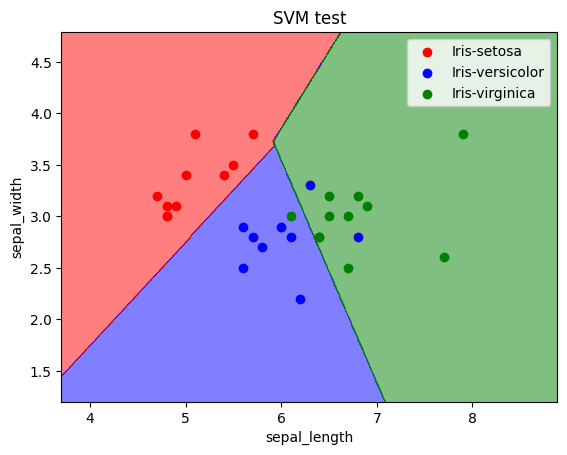 SVM test
Iris-setosa
Iris-versicolor
Iris-virginica
sepal_width
4.5
4.0
3.5
3.0
2.5
2.0
1.5
4 5 6 7 8
sepal_length